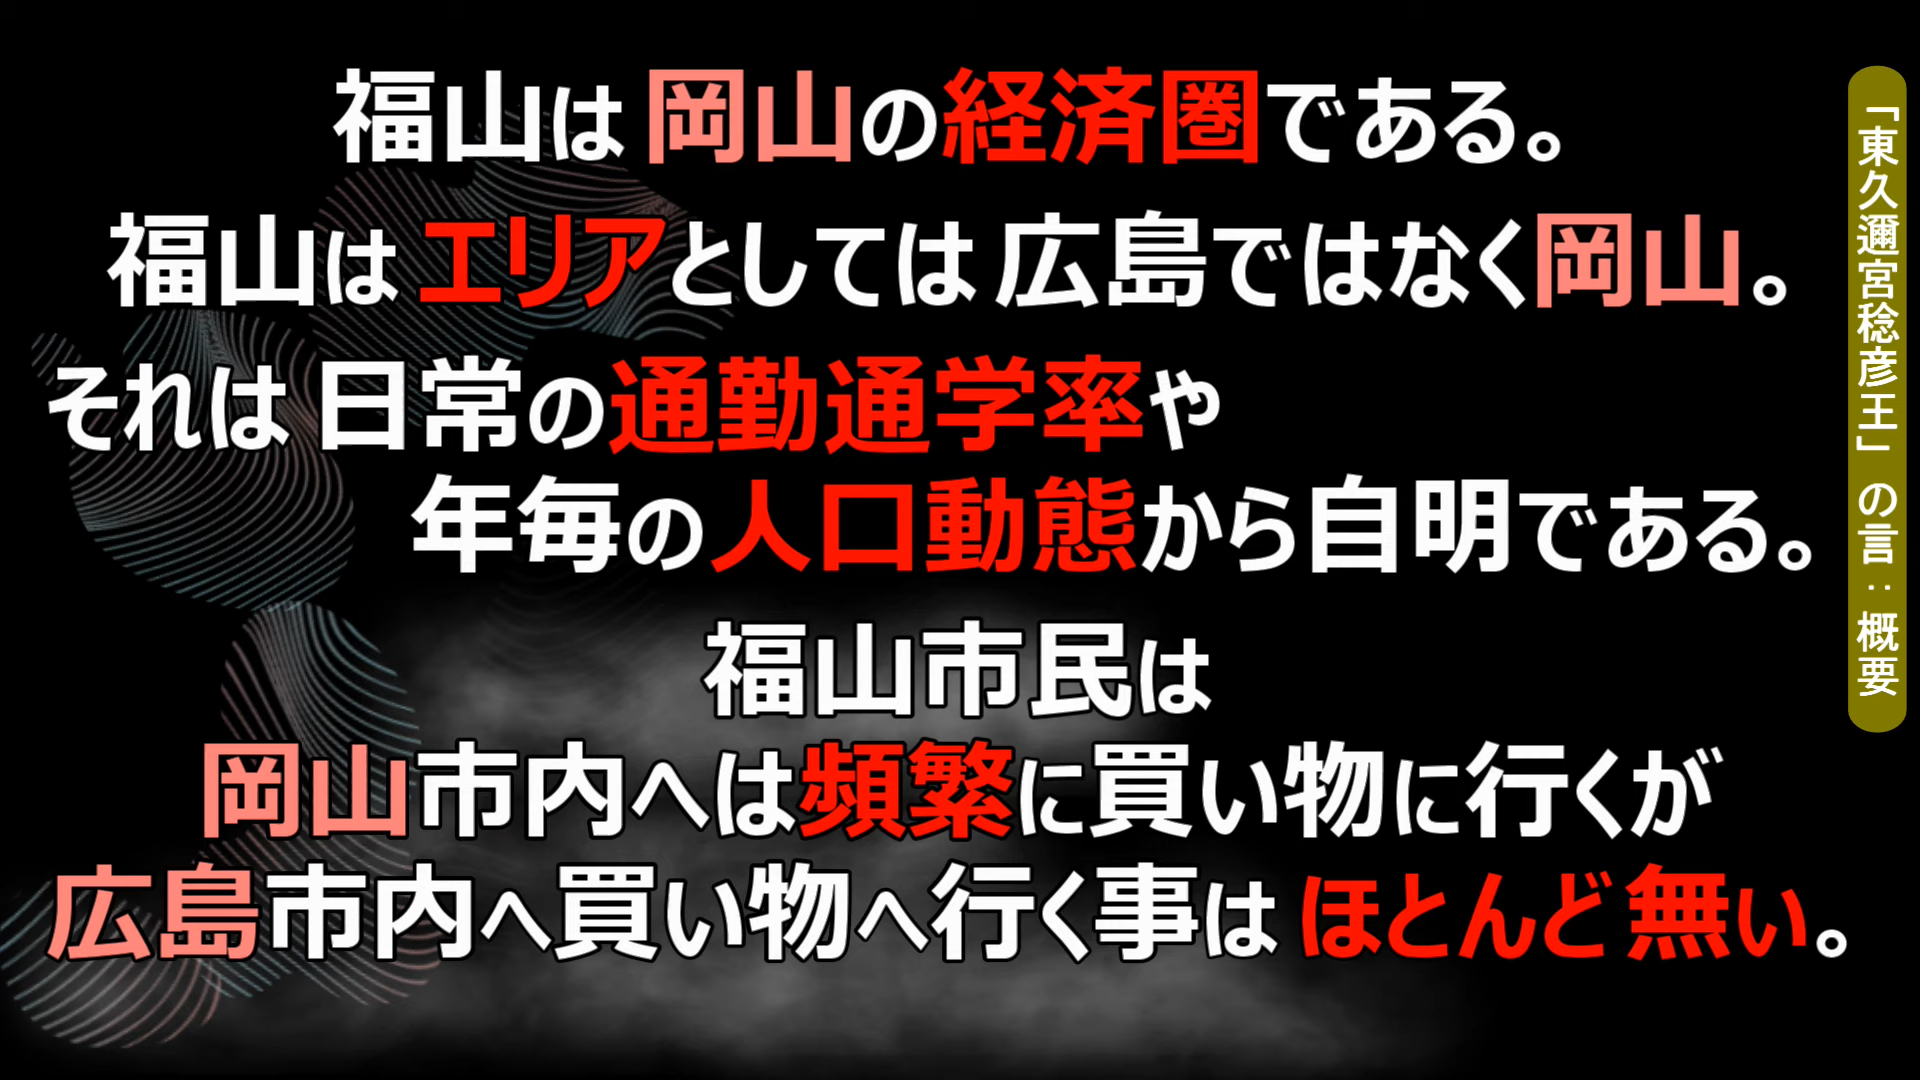 福山は岡山の経済圏である。
福山はエリアとしては広島ではなく岡山。
それは日常の通勤通学率や
年毎の人口動態から自明である。
福山市民は
岡山市内へは頻繁に買い物に行くが
広島市内へ買い物へ行く事はほとんど無い。
「東久邇宮稔彦王」の言：概要